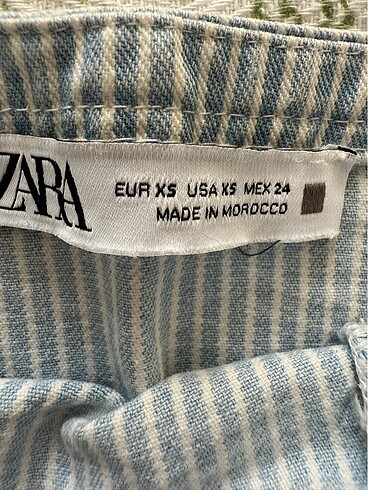 ZARA
EUR XS USA XS MEX 24
MADE IN MOROCCO